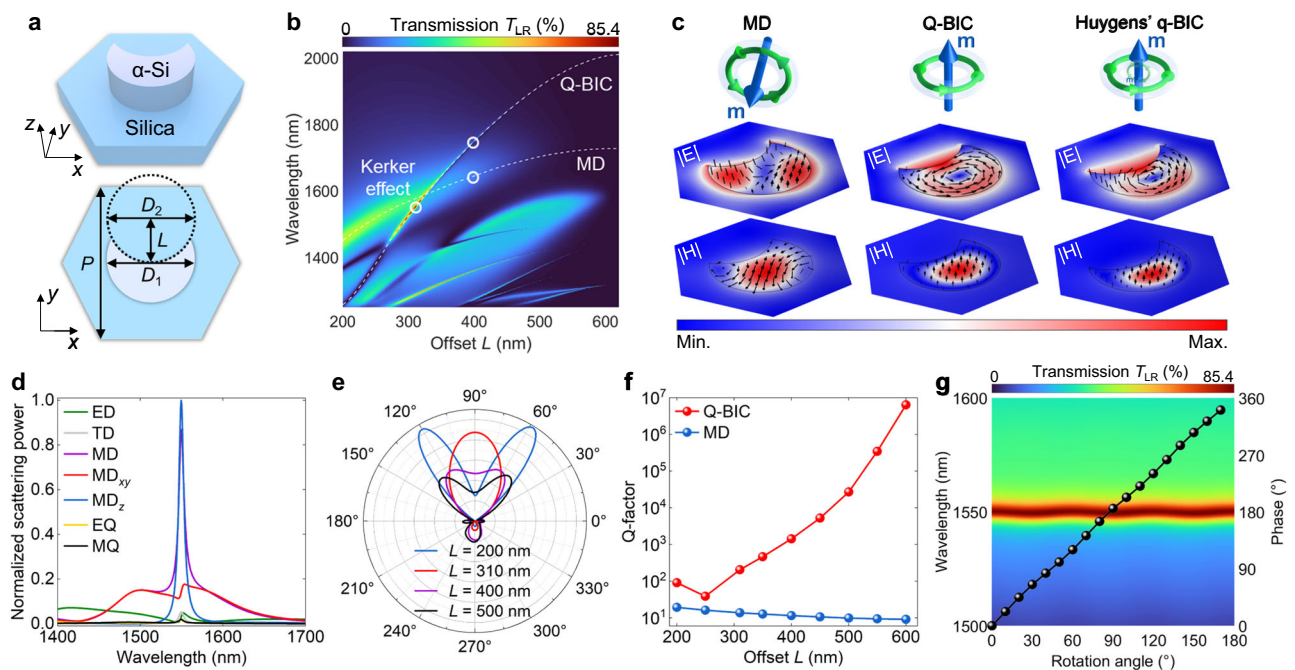 a
α-Si
Silica
z
y
x
D2
L
P
D1
y
x
b
Transmission TLR (%)
0
85.4
2000
1800
1600
1400
Wavelength (nm)
Q-BIC
MD
Kerker
effect
200
300
400
500
600
Offset L (nm)
c
MD
Q-BIC
Huygens' q-BIC
m
m
m
m
|E|
|E|
|E|
|H|
|H|
|H|
Min.
Max.
d
Normalized scattering power
1.0
0.8
0.6
0.4
0.2
0.0
ED
TD
MD
MDxy
MDz
EQ
MQ
1400
1500
1600
1700
Wavelength (nm)
e
90°
120°
60°
150°
30°
180°
0°
210°
330°
240°
300°
270°
L = 200 nm
L = 310 nm
L = 400 nm
L = 500 nm
f
Q-BIC
MD
Q-factor
10^7
10^6
10^5
10^4
10^3
10^2
10^1
200
300
400
500
600
Offset L (nm)
g
Transmission TLR (%)
0
85.4
1600
1550
1500
Wavelength (nm)
360
270
180
90
0
Phase (°)
0
30
60
90
120
150
180
Rotation angle (°)